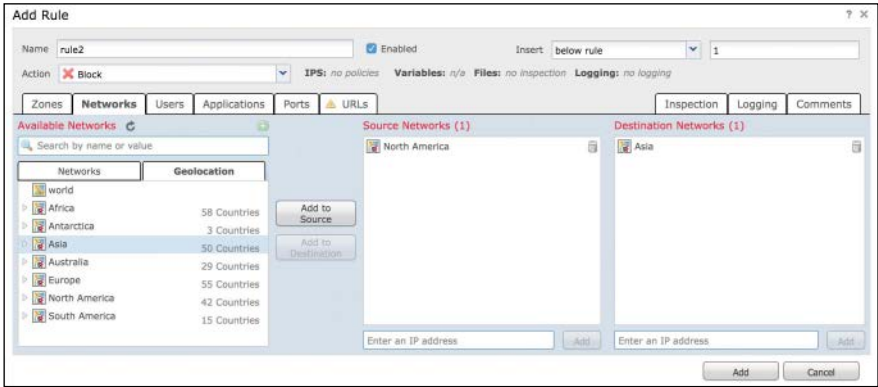 Add Rule ? ×
Name rule2 Enabled Insert below rule 1
Action Block IPS: no policies Variables: n/a Files: no inspection Logging: no logging
Zones Networks Users Applications Ports URLs Inspection Logging Comments
Available Networks Source Networks (1) Destination Networks (1)
Search by name or value North America Asia
Networks Geolocation
world
Africa 58 Countries
Antarctica 3 Countries
Asia 50 Countries
Australia 29 Countries
Europe 55 Countries
North America 42 Countries
South America 15 Countries
Add to Source
Add to Destination
Enter an IP address Add Enter an IP address Add
Add Cancel